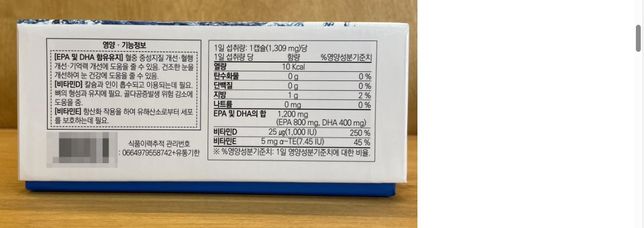 영양 · 기능정보
[EPA 및 DHA 함유유지] 혈중 중성지질 개선·혈행
개선·기억력 개선에 도움을 줄 수 있음. 건조한 눈을
개선하여 눈 건강에 도움을 줄 수 있음.
[비타민D] 칼슘과 인이 흡수되고 이용되는데 필요.
뼈의 형성과 유지에 필요. 골다공증발생 위험 감소에
도움을 줌.
[비타민E] 항산화 작용을 하여 유해산소로부터 세포
를 보호하는데 필요.
식품이력추적 관리번호
: 0664979558742+유통기한
1일 섭취량: 1캡슐(1,309 mg)당
1일 섭취량 당 함량 %영양성분기준치
열량 10 Kcal
탄수화물 0 g 0 %
단백질 0 g 0 %
지방 1 g 2 %
나트륨 0 mg 0 %
EPA 및 DHA의 합 1,200 mg
(EPA 800 mg, DHA 400 mg)
비타민D 25 ㎍(1,000 IU) 250 %
비타민E 5 mg α-TE(7.45 IU) 45 %
※ %영양성분기준치: 1일 영양성분기준치에 대한 비율.